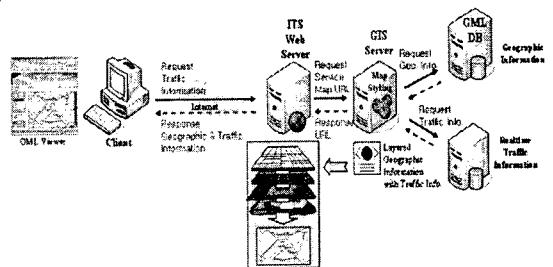 ITS
Web
Server
GIS
Server
GML
DB
Request
Traffic
Information
Internet
Response
Geographic & Traffic
Information
Request
Service
Map URL
Response
URL
Map
Styling
Request
Geo. Info
Geographic
Information
Request
Traffic Info.
Realtime
Traffic
Information
GML Viewer
Client
Layered
Geographic
Information
with Traffic Info.